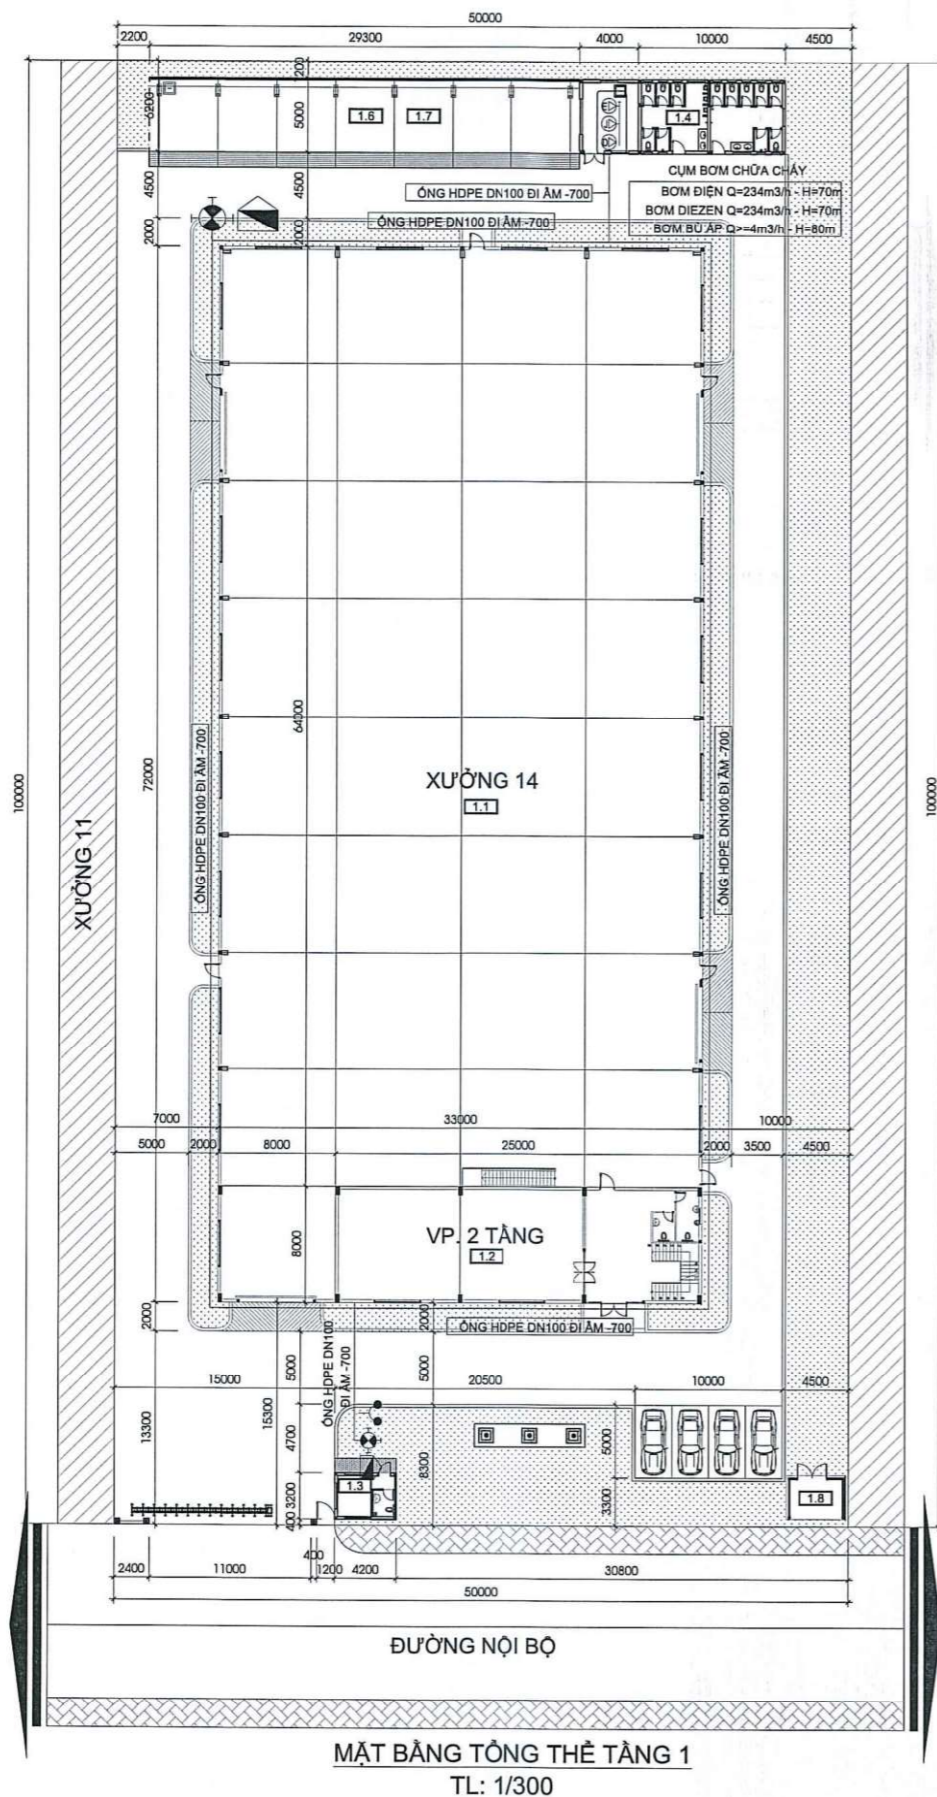 50000
2200 29300 4000 10000 4500
200
6200
5000
1.6 1.7 1.4
4500
4500
CỤM BƠM CHỮA CHÁY
ỐNG HDPE DN100 ĐI ÂM -700
BƠM ĐIỆN Q=234m3/h - H=70m
BƠM DIEZEN Q=234m3/h - H=70m
BƠM BÙ ÁP Q>=4m3/h - H=80m
ỐNG HDPE DN100 ĐI ÂM -700
2000
2000
100000
72000
64000
100000
XƯỞNG 11
ỐNG HDPE DN100 ĐI ÂM -700
XƯỞNG 14
1.1
ỐNG HDPE DN100 ĐI ÂM -700
7000 33000 10000
5000 2000 8000 25000 2000 3500 4500
8000
VP. 2 TẦNG
1.2
2000
2000
ỐNG HDPE DN100 ĐI ÂM -700
ỐNG HDPE DN100
ĐI ÂM -700
5000
5000
15000 20500 10000 4500
13300
15300
4700
8300
5000
3200
400
3300
1.3
1.8
400
2400 11000 1200 4200 30800
50000
ĐƯỜNG NỘI BỘ
MẶT BẰNG TỔNG THỂ TẦNG 1
TL: 1/300